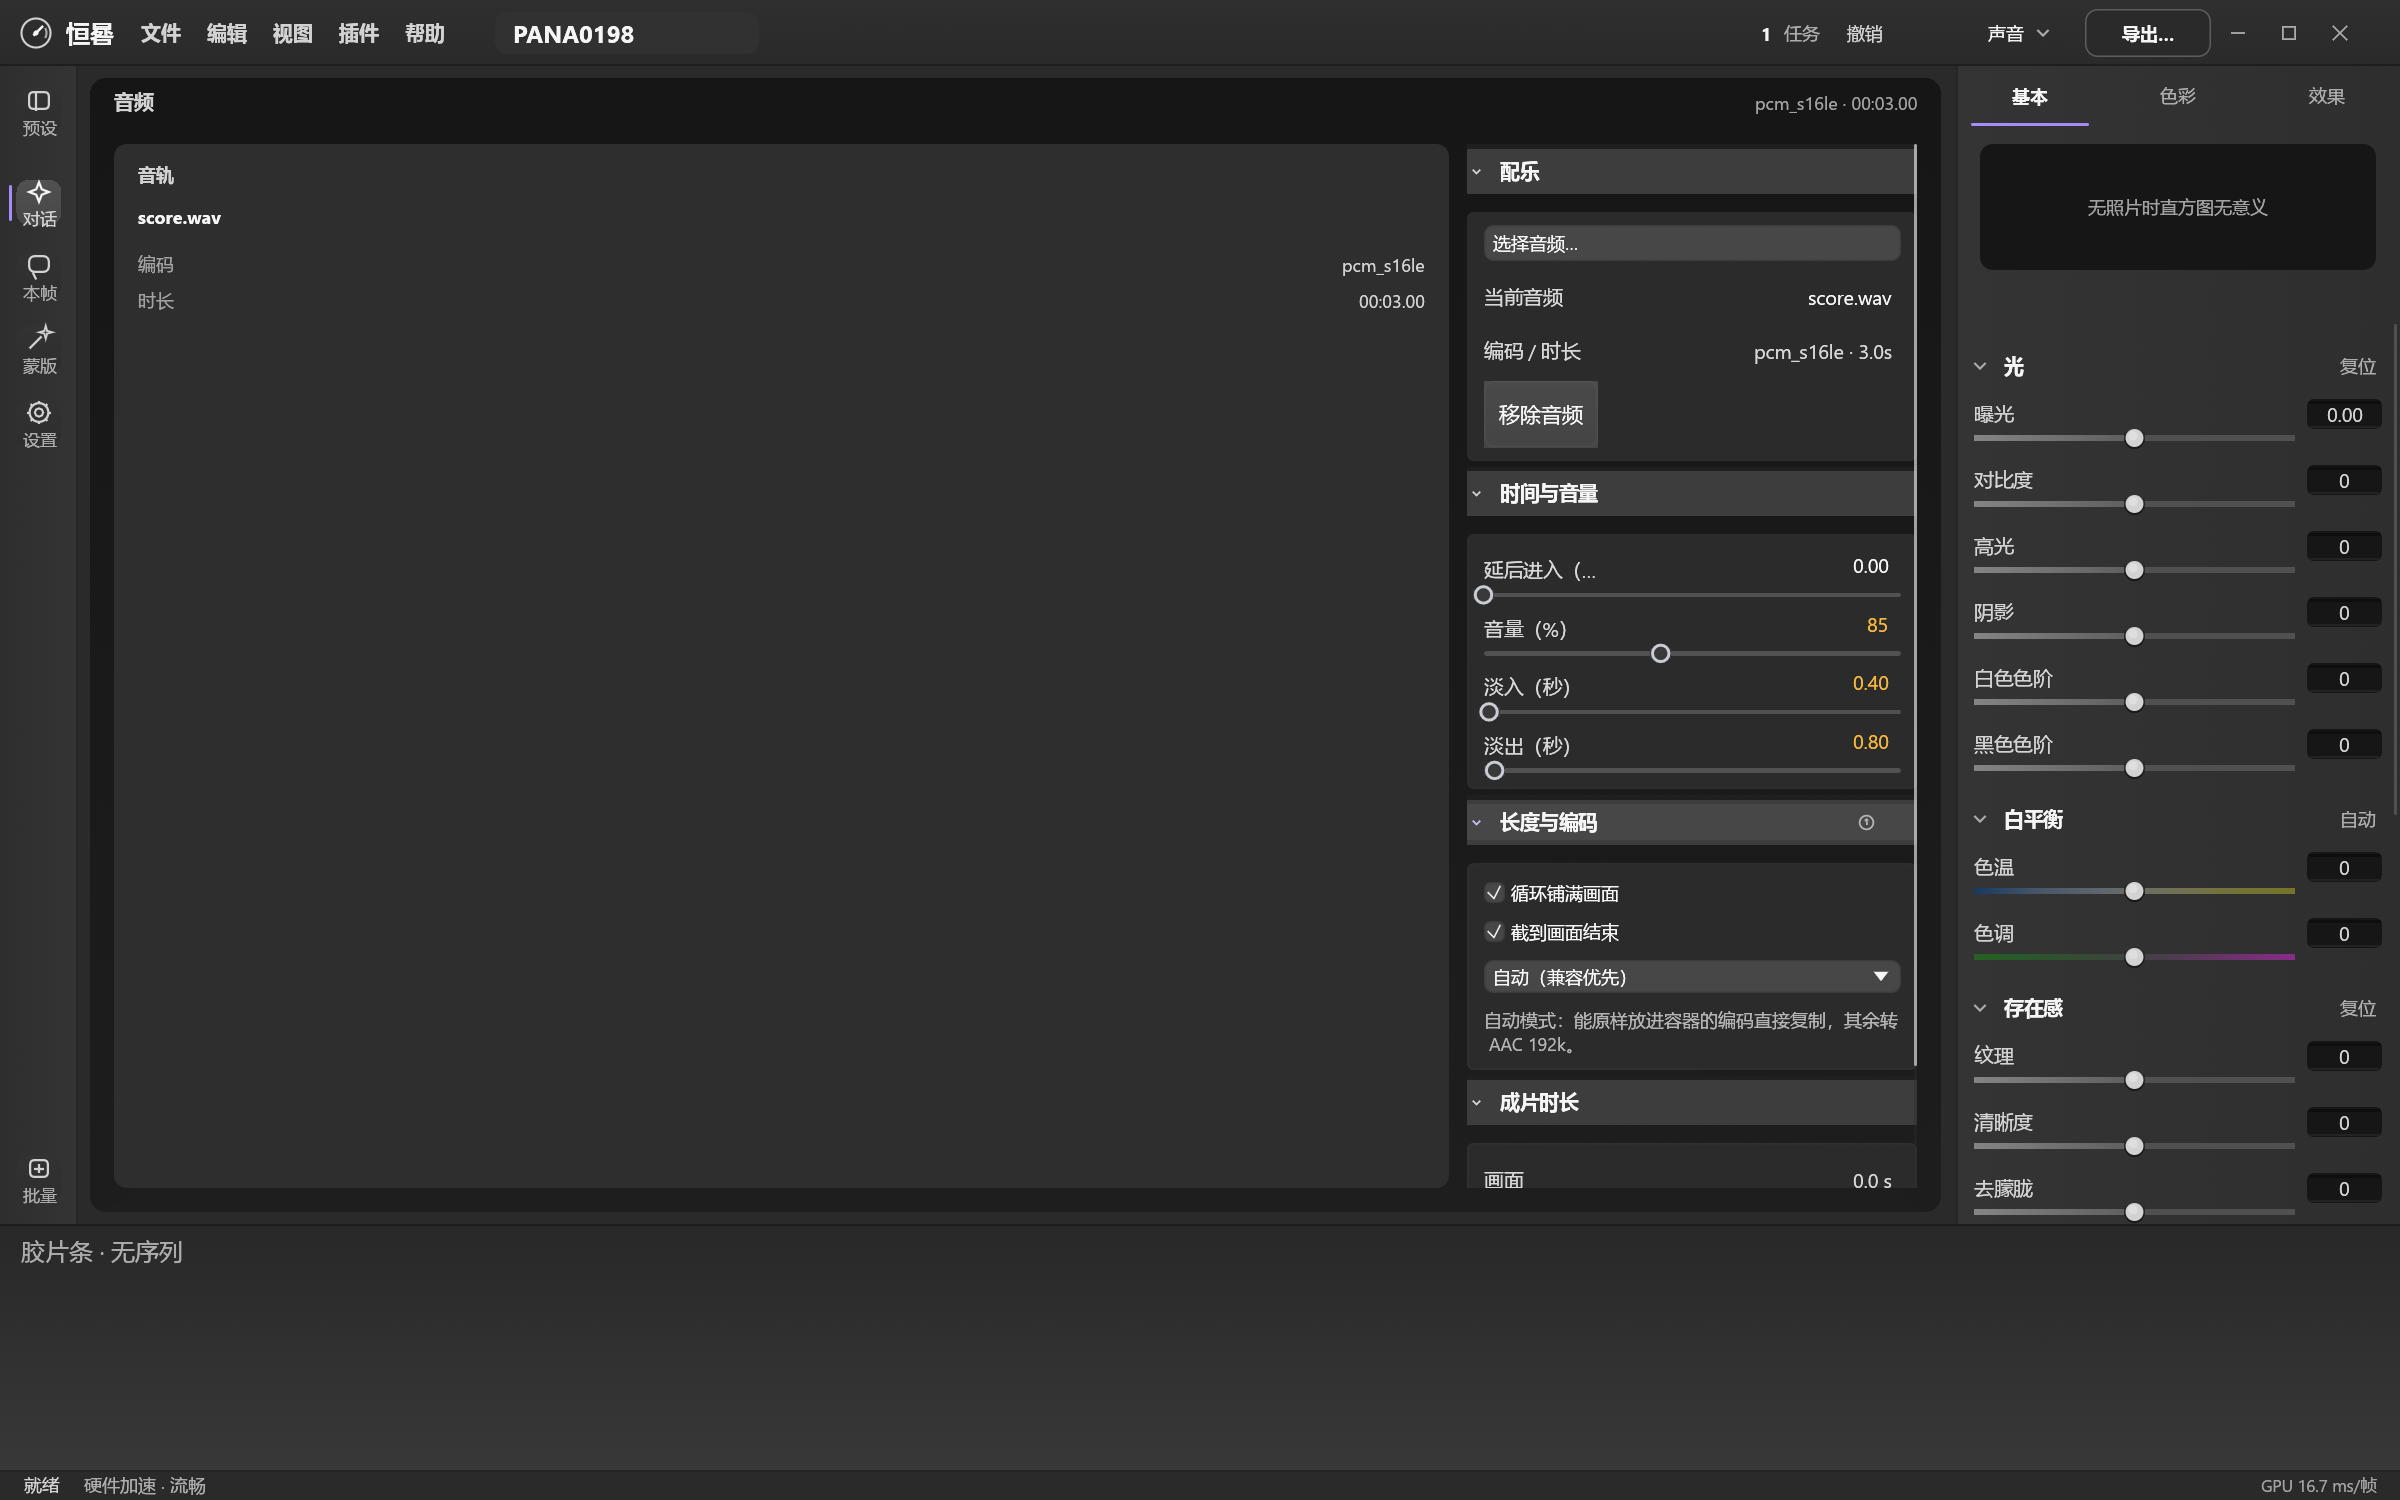 恒晷 文件 编辑 视图 插件 帮助 PANA0198 1 任务 撤销 声音 导出...
预设
对话
本帧
蒙版
设置
批量
音频 pcm_s16le · 00:03.00
音轨
score.wav
编码 pcm_s16le
时长 00:03.00
配乐
选择音频...
当前音频 score.wav
编码 / 时长 pcm_s16le · 3.0s
移除音频
时间与音量
延后进入（... 0.00
音量（%） 85
淡入（秒） 0.40
淡出（秒） 0.80
长度与编码
循环铺满画面
截到画面结束
自动（兼容优先）
自动模式：能原样放进容器的编码直接复制，其余转
AAC 192k。
成片时长
画面 0.0 s
基本 色彩 效果
无照片时直方图无意义
光 复位
曝光 0.00
对比度 0
高光 0
阴影 0
白色色阶 0
黑色色阶 0
白平衡 自动
色温 0
色调 0
存在感 复位
纹理 0
清晰度 0
去朦胧 0
胶片条 · 无序列
就绪 硬件加速 · 流畅 GPU 16.7 ms/帧